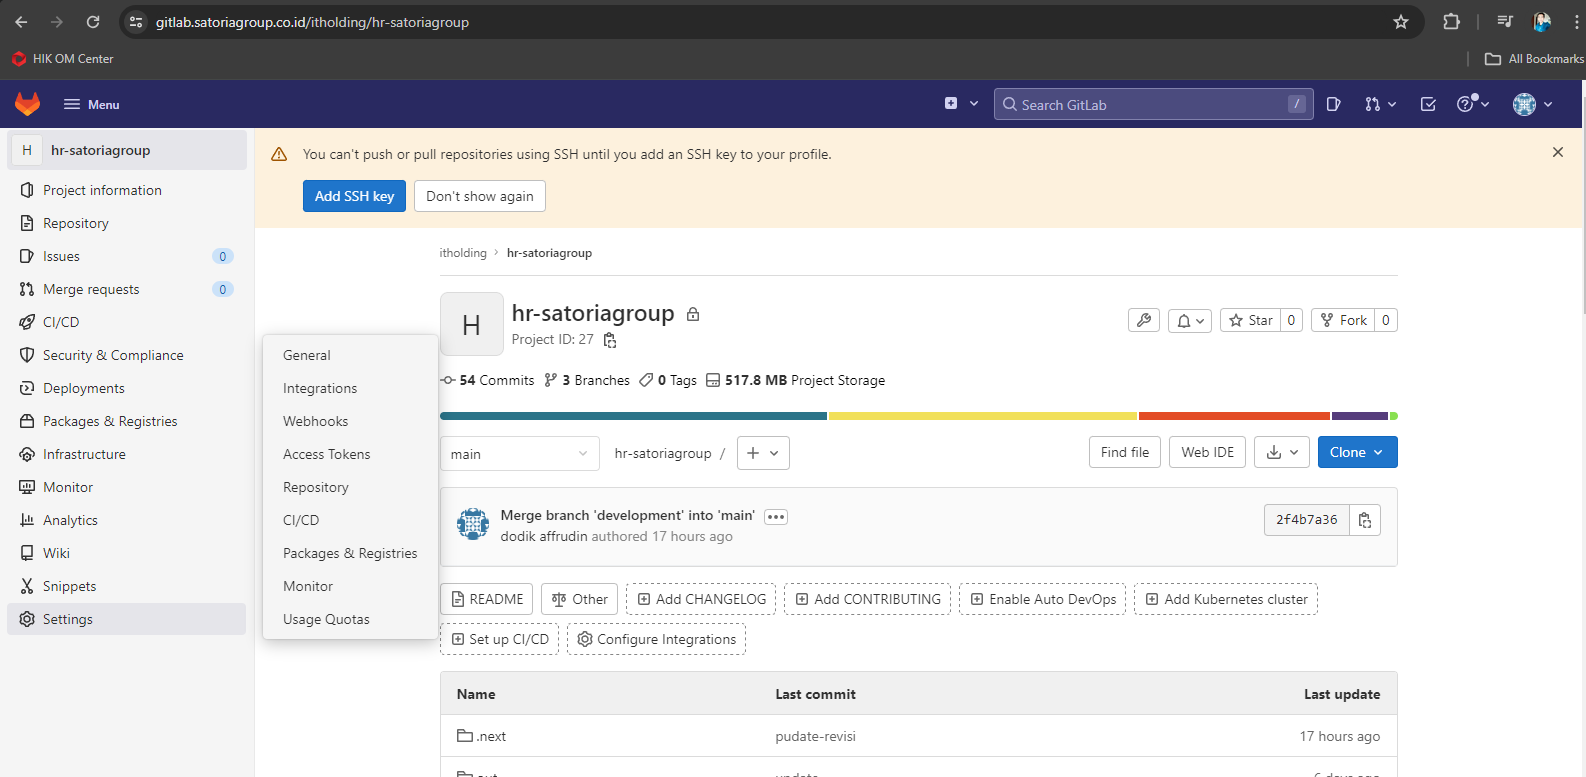 gitlab.satoriagroup.co.id/itholding/hr-satoriagroup
HIK OM Center
All Bookmarks
Menu
Search GitLab /
H hr-satoriagroup
Project information
Repository
Issues 0
Merge requests 0
CI/CD
Security & Compliance
Deployments
Packages & Registries
Infrastructure
Monitor
Analytics
Wiki
Snippets
Settings
General
Integrations
Webhooks
Access Tokens
Repository
CI/CD
Packages & Registries
Monitor
Usage Quotas
You can't push or pull repositories using SSH until you add an SSH key to your profile.
Add SSH key Don't show again
itholding › hr-satoriagroup
H
hr-satoriagroup
Project ID: 27
Star 0 Fork 0
54 Commits 3 Branches 0 Tags 517.8 MB Project Storage
main hr-satoriagroup / Find file Web IDE Clone
Merge branch 'development' into 'main'
dodik affrudin authored 17 hours ago
2f4b7a36
README Other Add CHANGELOG Add CONTRIBUTING Enable Auto DevOps Add Kubernetes cluster
Set up CI/CD Configure Integrations
Name Last commit Last update
.next pudate-revisi 17 hours ago